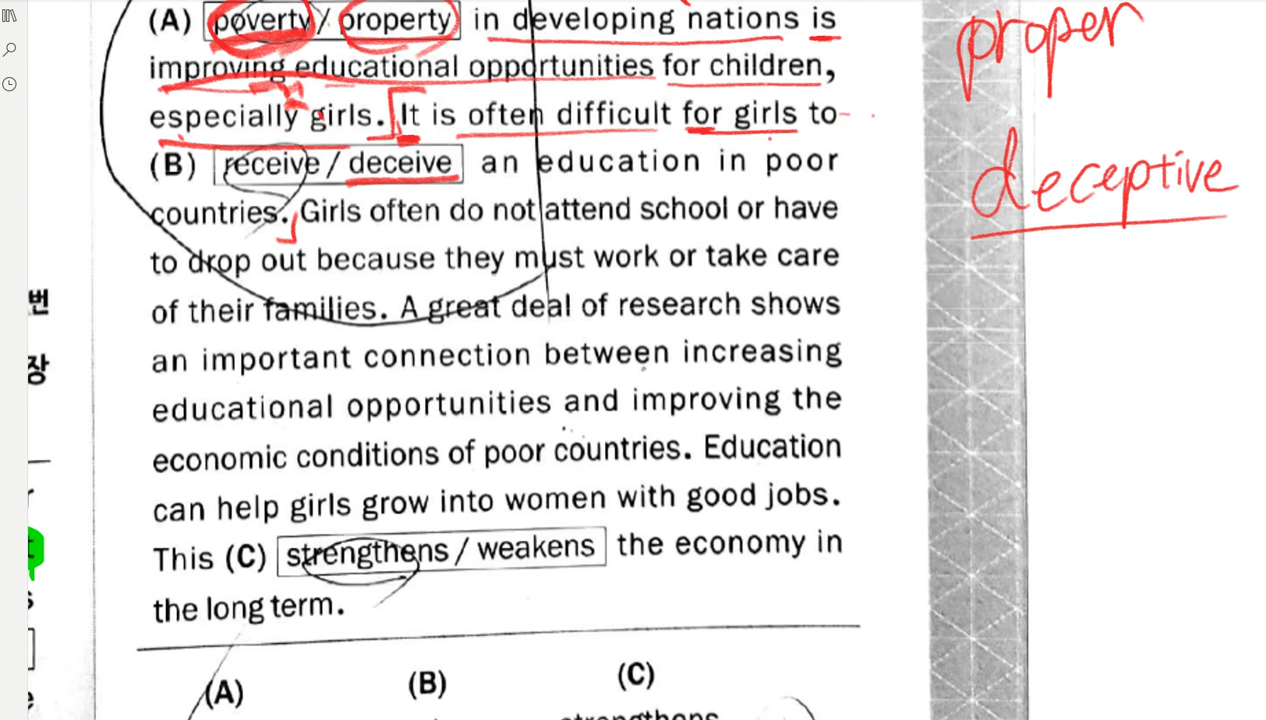 (A) poverty / property in developing nations is
improving educational opportunities for children,
especially girls. It is often difficult for girls to
(B) receive / deceive an education in poor
countries. Girls often do not attend school or have
to drop out because they must work or take care
of their families. A great deal of research shows
an important connection between increasing
educational opportunities and improving the
economic conditions of poor countries. Education
can help girls grow into women with good jobs.
This (C) strengthens / weakens the economy in
the long term.
(A) (B) (C)
strengthens
proper
deceptive
번
장